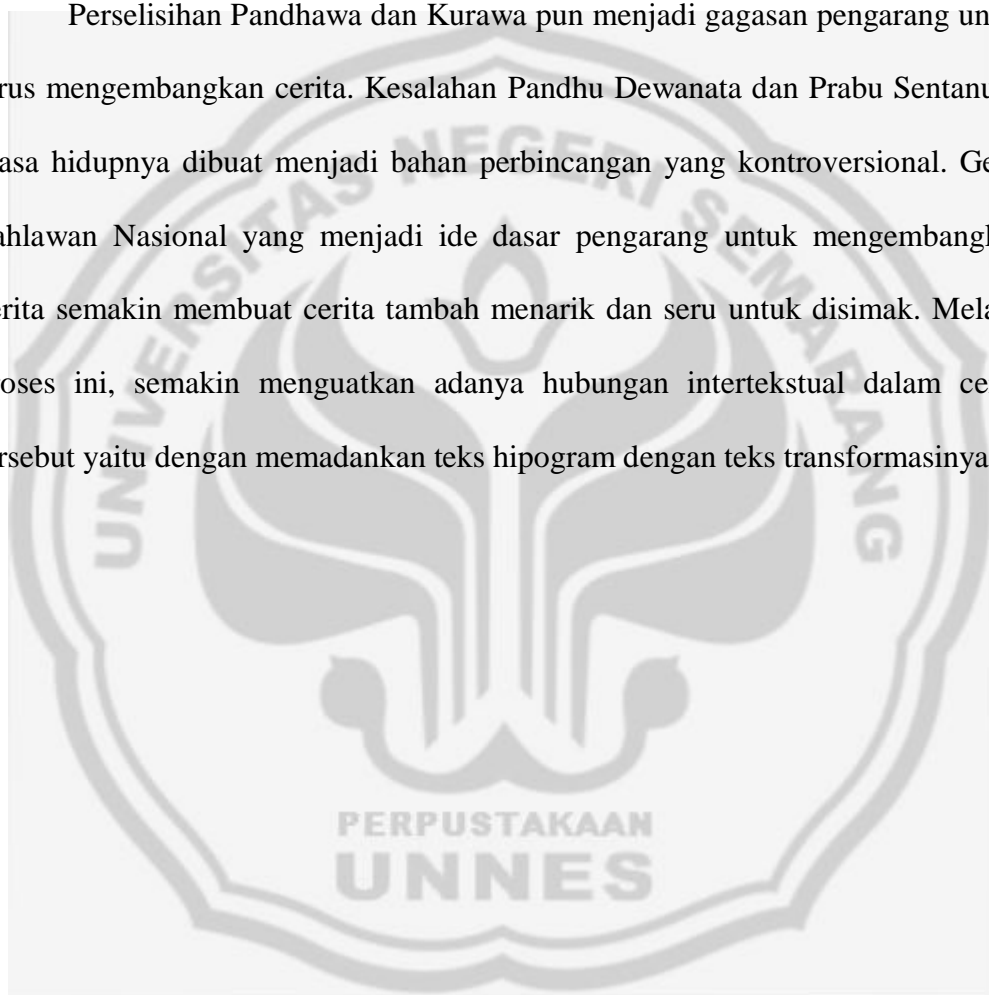 Perselisihan Pandhawa dan Kurawa pun menjadi gagasan pengarang un
rus mengembangkan cerita. Kesalahan Pandhu Dewanata dan Prabu Sentanu
asa hidupnya dibuat menjadi bahan perbincangan yang kontroversional. Ge
ahlawan Nasional yang menjadi ide dasar pengarang untuk mengembangk
erita semakin membuat cerita tambah menarik dan seru untuk disimak. Mela
oses ini, semakin menguatkan adanya hubungan intertekstual dalam ce
rsebut yaitu dengan memadankan teks hipogram dengan teks transformasinya
UNIVERSITAS NEGERI SEMARANG
PERPUSTAKAAN
UNNES